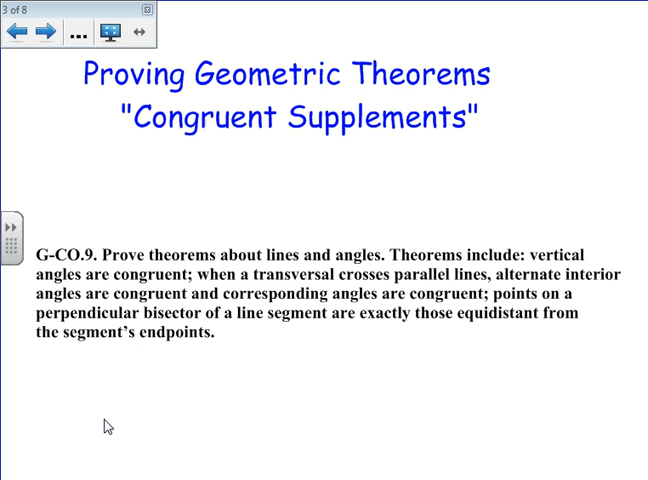 3 of 8
Proving Geometric Theorems
"Congruent Supplements"
G-CO.9. Prove theorems about lines and angles. Theorems include: vertical
angles are congruent; when a transversal crosses parallel lines, alternate interior
angles are congruent and corresponding angles are congruent; points on a
perpendicular bisector of a line segment are exactly those equidistant from
the segment’s endpoints.